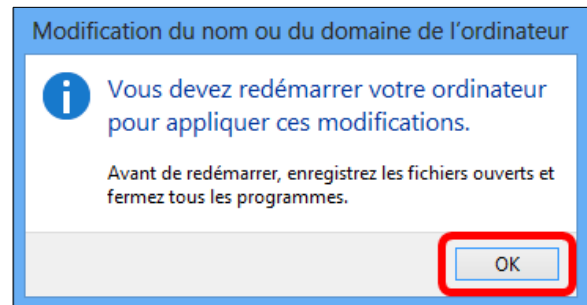 Modification du nom ou du domaine de l’ordinateur
Vous devez redémarrer votre ordinateur
pour appliquer ces modifications.
Avant de redémarrer, enregistrez les fichiers ouverts et
fermez tous les programmes.
OK